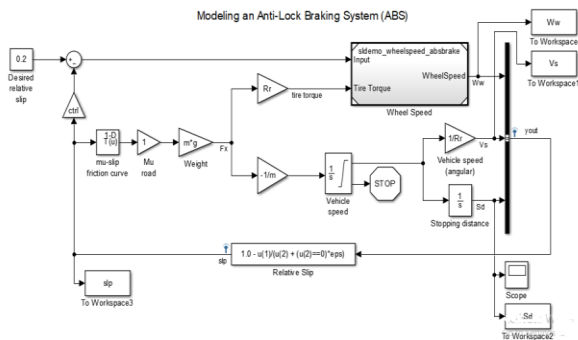 Modeling an Anti-Lock Braking System (ABS)
0.2
Desired
relative
slip
+
-
ctrl
1-D
T(u)
mu-slip
friction curve
1
Mu
road
m*g
Weight
Fx
Rr
tire torque
-1/m
sldemo_wheelspeed_absbrake
Input
Tire Torque
WheelSpeed
Wheel Speed
Ww
Ww
To Workspace
Vs
To Workspace1
1
s
Vehicle
speed
STOP
1/Rr
Vs
Vehicle speed
(angular)
1
s
Sd
Stopping distance
yout
slp
1.0 - u(1)/(u(2) + (u(2)==0)*eps)
Relative Slip
slp
To Workspace3
Scope
Sd
To Workspace2